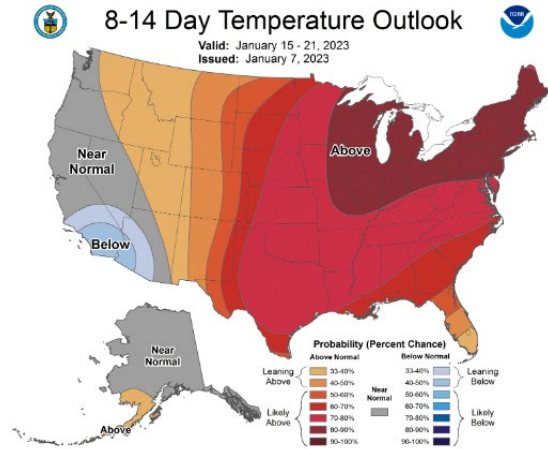 8-14 Day Temperature Outlook
Valid: January 15 - 21, 2023
Issued: January 7, 2023
NOAA
Near
Normal
Above
Below
Near
Normal
Above
Probability (Percent Chance)
Above Normal
Below Normal
Leaning
Above
33-40%
40-50%
Likely
Above
50-60%
60-70%
70-80%
80-90%
90-100%
Near
Normal
33-40%
40-50%
Leaning
Below
50-60%
60-70%
70-80%
80-90%
90-100%
Likely
Below